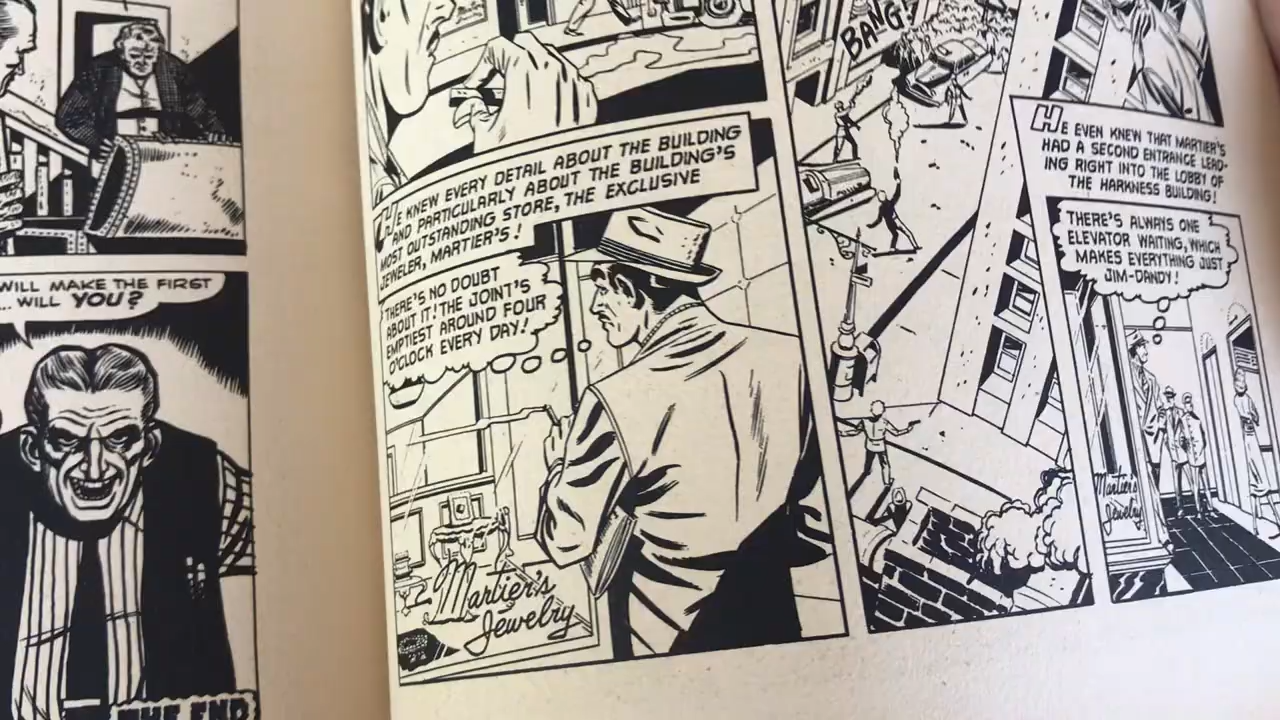 WILL MAKE THE FIRST
... WILL YOU?
THE END
HE KNEW EVERY DETAIL ABOUT THE BUILDING
AND PARTICULARLY ABOUT THE BUILDING'S
MOST OUTSTANDING STORE, THE EXCLUSIVE
JEWELER, MARTIER'S!
THERE'S NO DOUBT
ABOUT IT! THE JOINT'S
EMPTIEST AROUND FOUR
O'CLOCK EVERY DAY!
Martier's
Jewelry
BANG!
HE EVEN KNEW THAT MARTIER'S
HAD A SECOND ENTRANCE LEAD-
ING RIGHT INTO THE LOBBY OF
THE HARKNESS BUILDING!
THERE'S ALWAYS ONE
ELEVATOR WAITING, WHICH
MAKES EVERYTHING JUST
JIM-DANDY!
Martier's
Jewelry